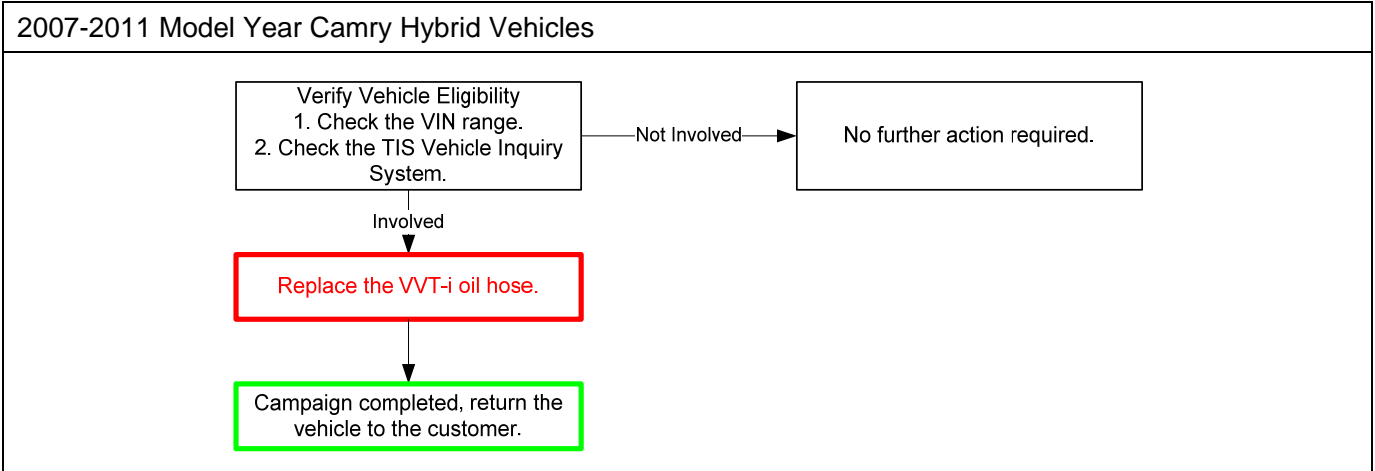 2007-2011 Model Year Camry Hybrid Vehicles
Verify Vehicle Eligibility
1. Check the VIN range.
2. Check the TIS Vehicle Inquiry
System.
Not Involved
No further action required.
Involved
Replace the VVT-i oil hose.
Campaign completed, return the
vehicle to the customer.